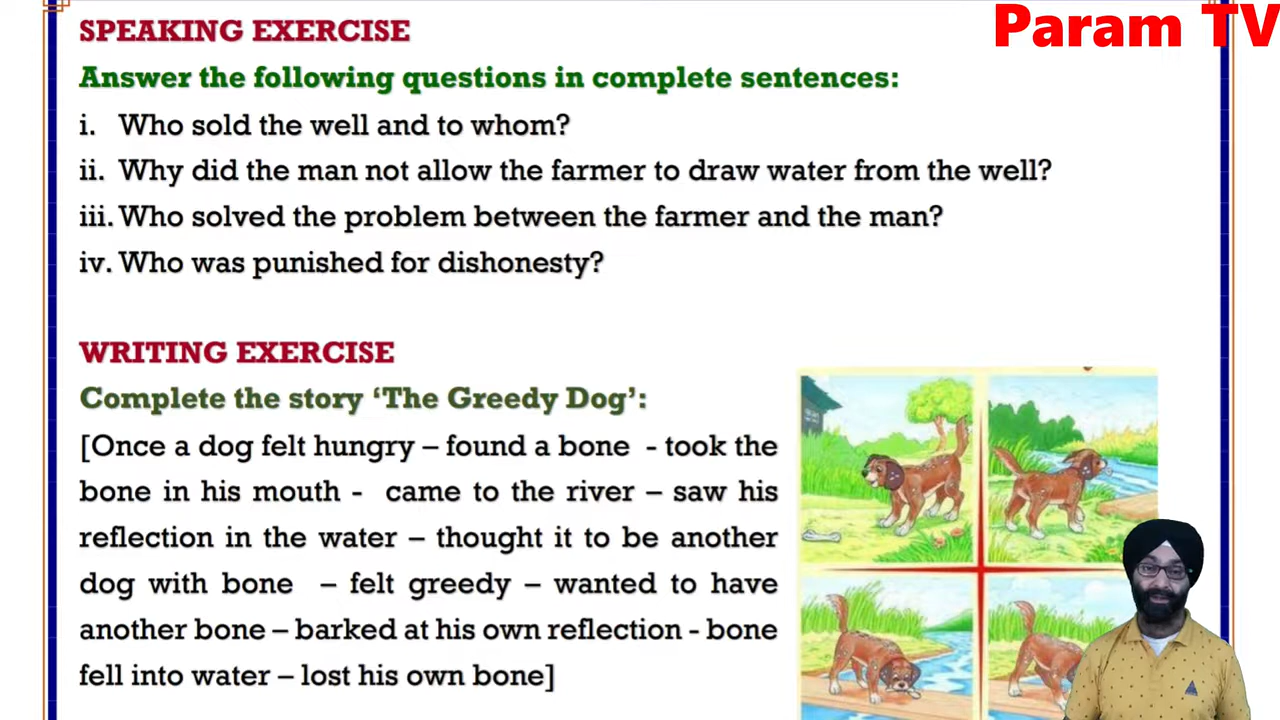 Param TV
SPEAKING EXERCISE
Answer the following questions in complete sentences:
i. Who sold the well and to whom?
ii. Why did the man not allow the farmer to draw water from the well?
iii. Who solved the problem between the farmer and the man?
iv. Who was punished for dishonesty?
WRITING EXERCISE
Complete the story ‘The Greedy Dog’:
[Once a dog felt hungry – found a bone - took the
bone in his mouth - came to the river – saw his
reflection in the water – thought it to be another
dog with bone – felt greedy – wanted to have
another bone – barked at his own reflection - bone
fell into water – lost his own bone]